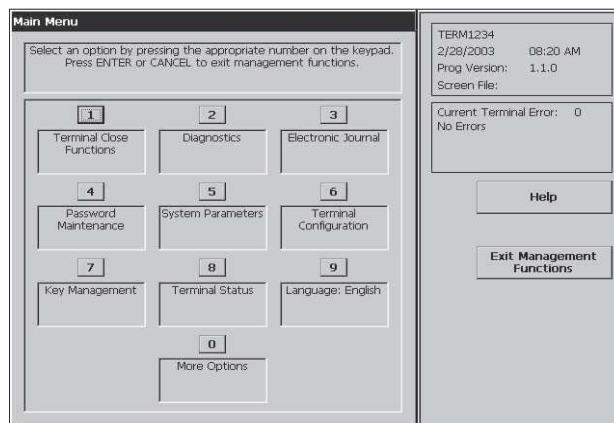 Main Menu
Select an option by pressing the appropriate number on the keypad.
Press ENTER or CANCEL to exit management functions.
1
Terminal Close
Functions
2
Diagnostics
3
Electronic Journal
4
Password
Maintenance
5
System Parameters
6
Terminal
Configuration
7
Key Management
8
Terminal Status
9
Language: English
0
More Options
TERM1234
2/28/2003 08:20 AM
Prog Version: 1.1.0
Screen File:
Current Terminal Error: 0
No Errors
Help
Exit Management
Functions